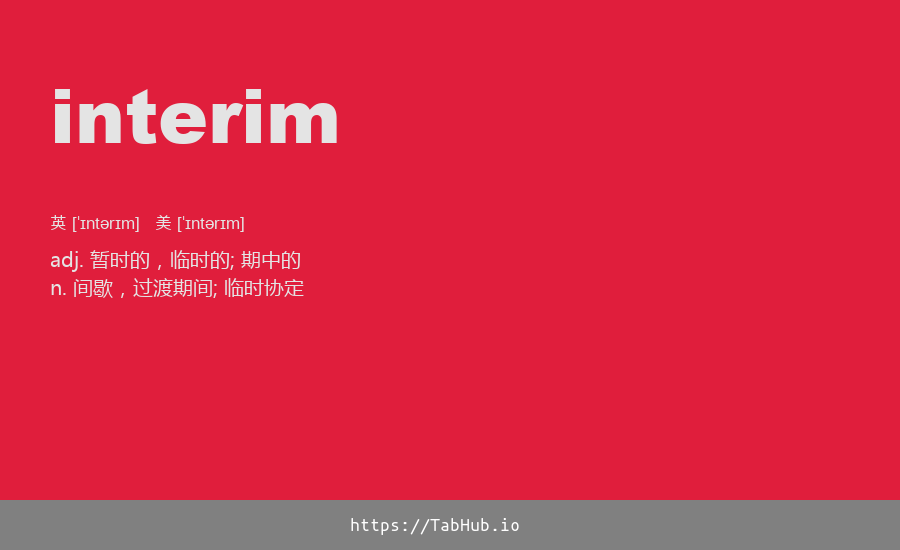 interim
英 [ˈɪntərɪm] 美 [ˈɪntərɪm]
adj. 暂时的，临时的; 期中的
n. 间歇，过渡期间; 临时协定
https://TabHub.io